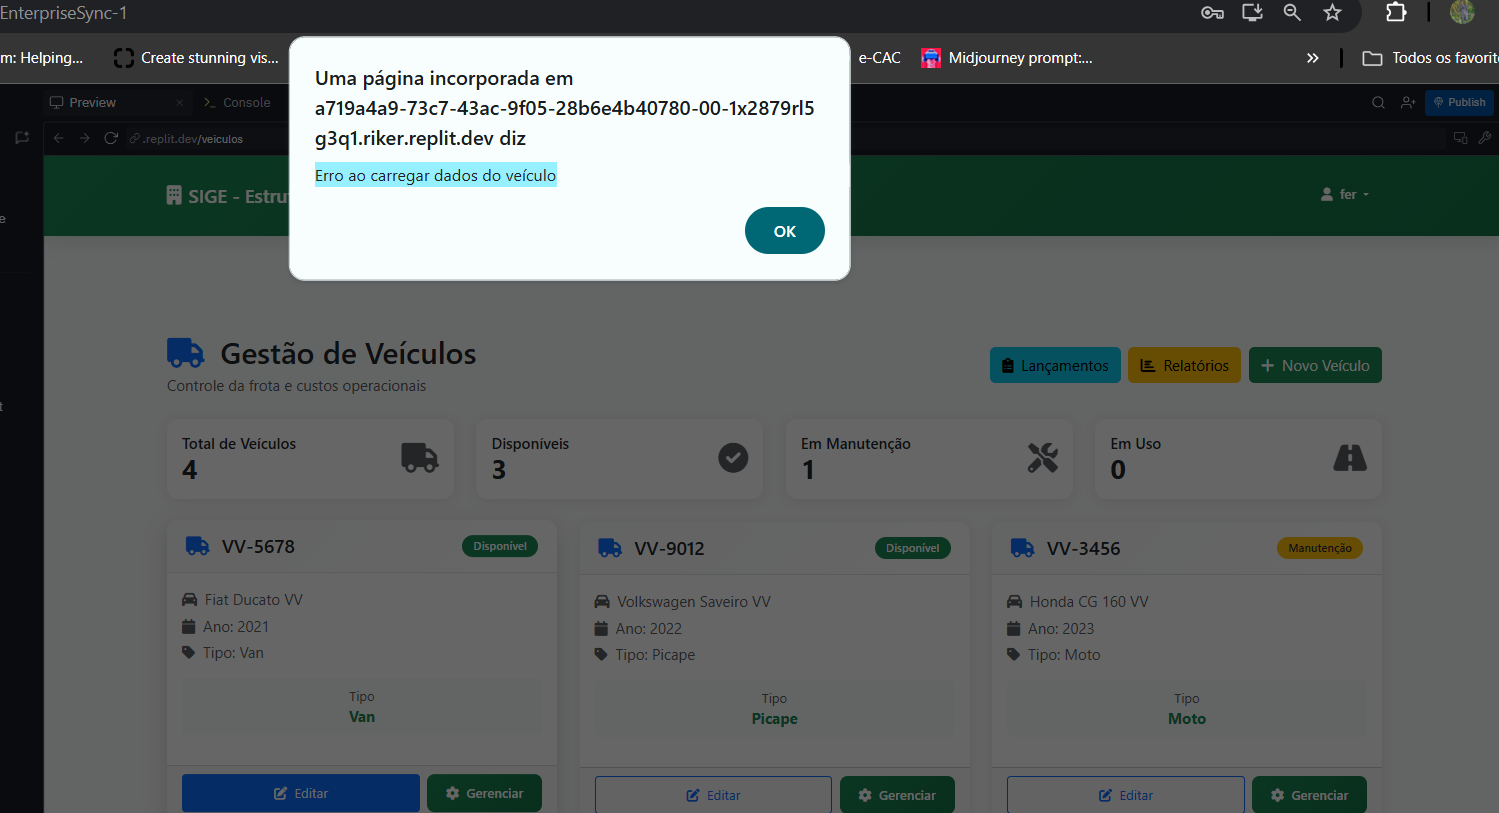 EnterpriseSync-1
m: Helping...
Create stunning vis...
e-CAC
Midjourney prompt:...
Todos os favorit
Uma página incorporada em
a719a4a9-73c7-43ac-9f05-28b6e4b40780-00-1x2879rl5
g3q1.riker.replit.dev diz
Erro ao carregar dados do veículo
OK
Preview
Console
Publish
.replit.dev/veiculos
SIGE - Estru
fer
e
t
Gestão de Veículos
Controle da frota e custos operacionais
Lançamentos
Relatórios
Novo Veículo
Total de Veículos
4
Disponíveis
3
Em Manutenção
1
Em Uso
0
VV-5678
Disponível
Fiat Ducato VV
Ano: 2021
Tipo: Van
Tipo
Van
Editar
Gerenciar
VV-9012
Disponível
Volkswagen Saveiro VV
Ano: 2022
Tipo: Picape
Tipo
Picape
Editar
Gerenciar
VV-3456
Manutenção
Honda CG 160 VV
Ano: 2023
Tipo: Moto
Tipo
Moto
Editar
Gerenciar